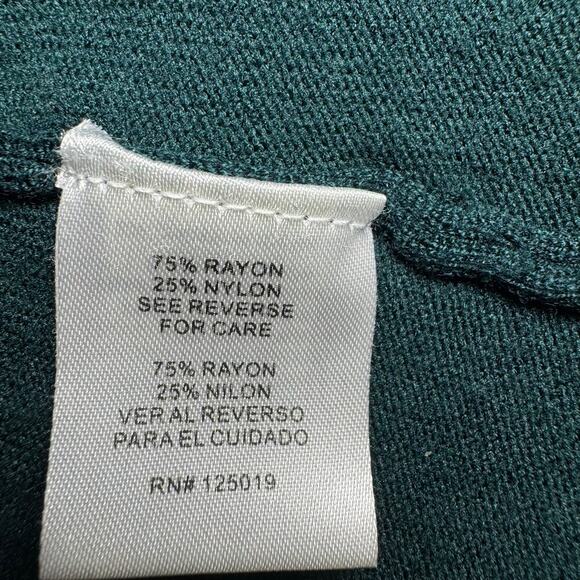 75% RAYON
25% NYLON
SEE REVERSE
FOR CARE
75% RAYON
25% NILON
VER AL REVERSO
PARA EL CUIDADO
RN# 125019